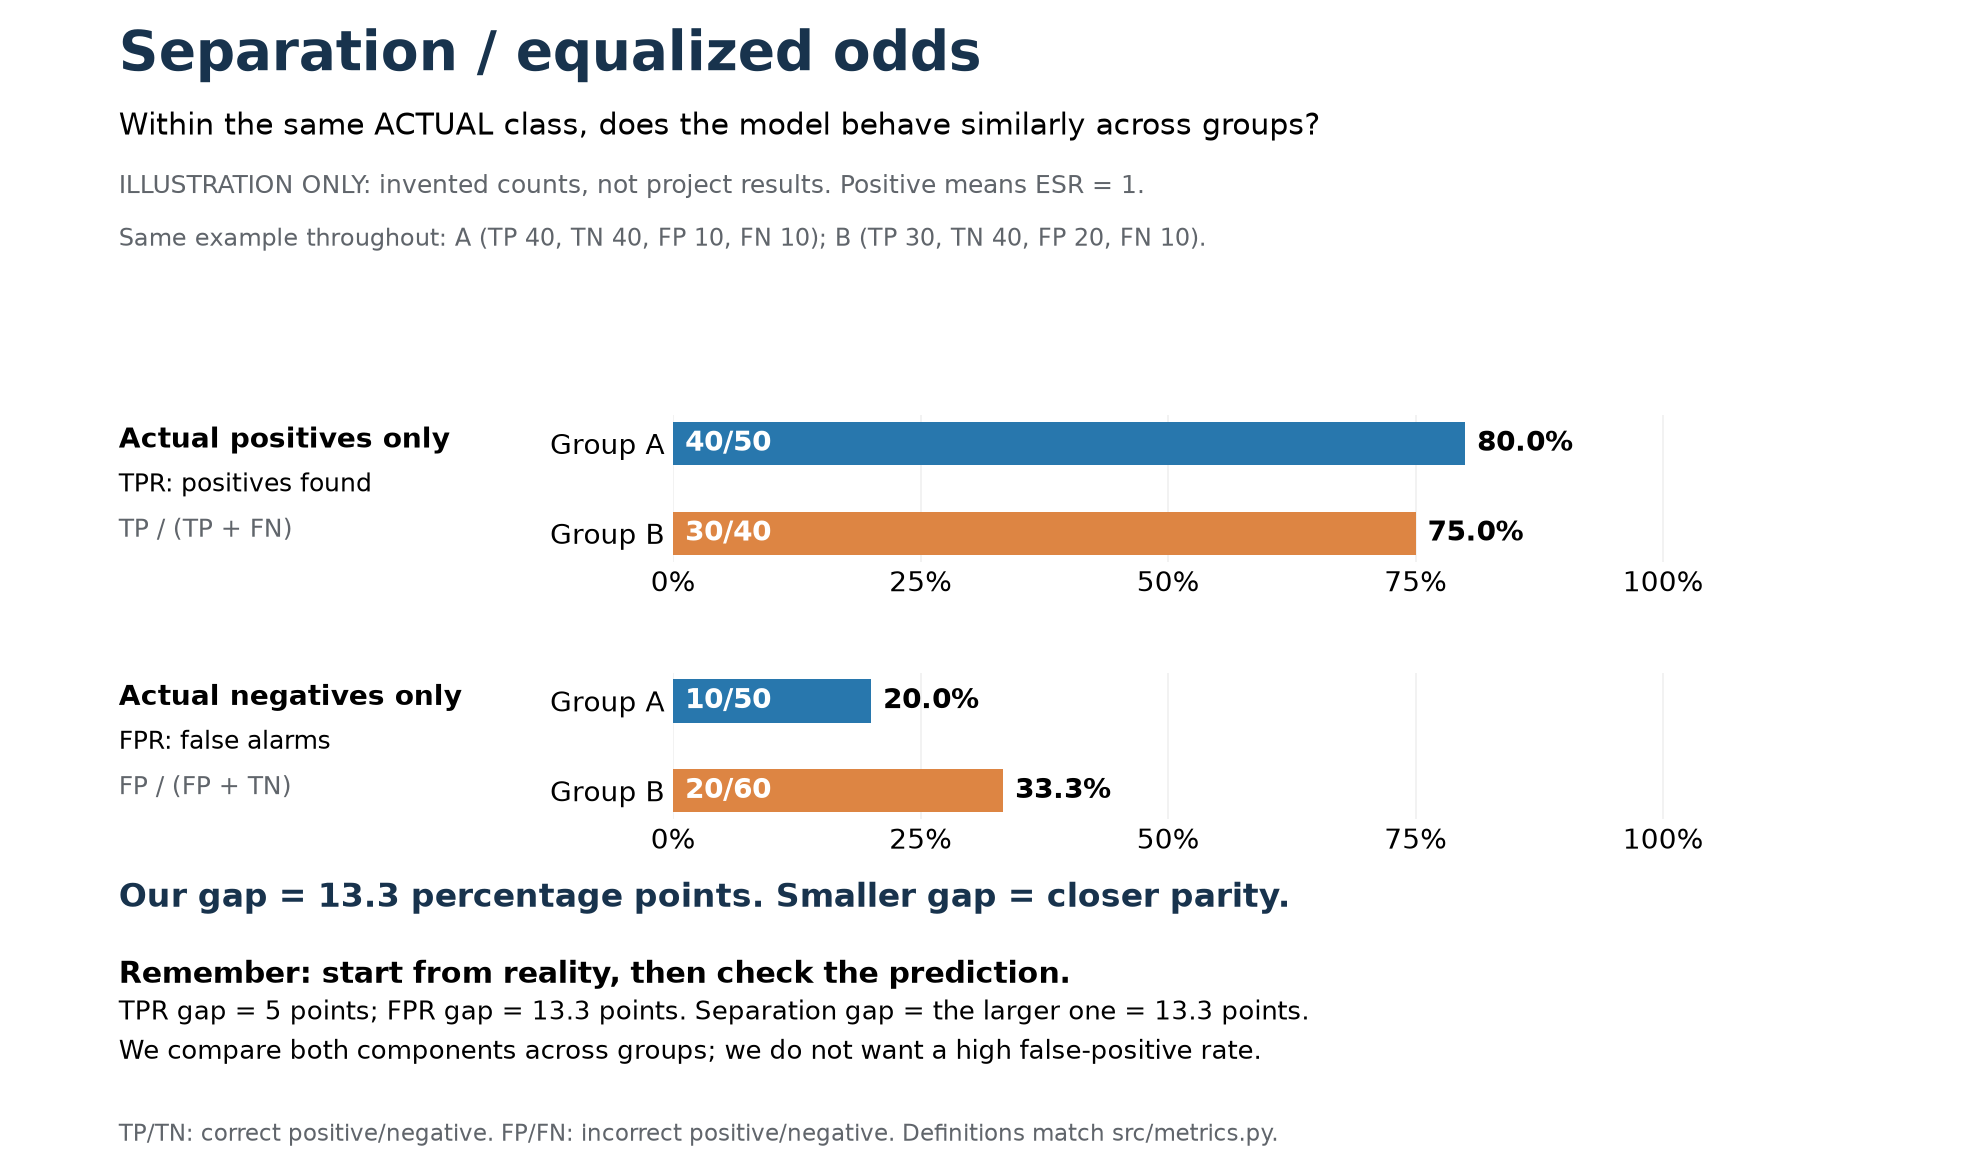 Separation / equalized odds
Within the same ACTUAL class, does the model behave similarly across groups?
ILLUSTRATION ONLY: invented counts, not project results. Positive means ESR = 1.
Same example throughout: A (TP 40, TN 40, FP 10, FN 10); B (TP 30, TN 40, FP 20, FN 10).
Actual positives only
TPR: positives found
TP / (TP + FN)
Group A 40/50 80.0%
Group B 30/40 75.0%
0% 25% 50% 75% 100%
Actual negatives only
FPR: false alarms
FP / (FP + TN)
Group A 10/50 20.0%
Group B 20/60 33.3%
0% 25% 50% 75% 100%
Our gap = 13.3 percentage points. Smaller gap = closer parity.
Remember: start from reality, then check the prediction.
TPR gap = 5 points; FPR gap = 13.3 points. Separation gap = the larger one = 13.3 points.
We compare both components across groups; we do not want a high false-positive rate.
TP/TN: correct positive/negative. FP/FN: incorrect positive/negative. Definitions match src/metrics.py.